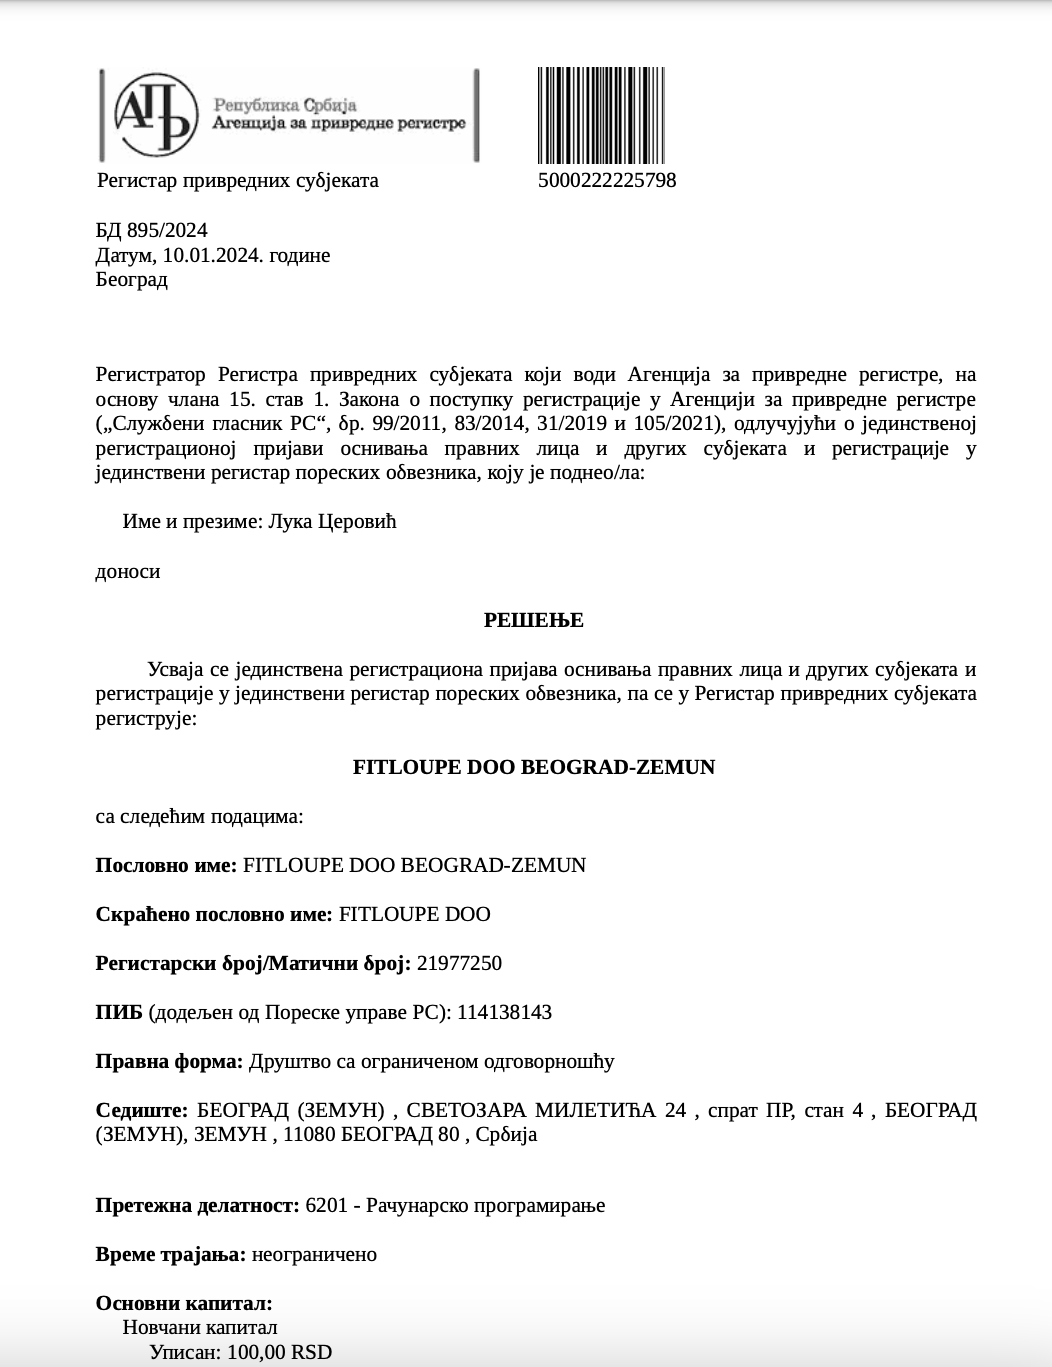 АПР
Република Србија
Агенција за привредне регистре
Регистар привредних субјеката
5000222225798
БД 895/2024
Датум, 10.01.2024. године
Београд
Регистратор Регистра привредних субјеката који води Агенција за привредне регистре, на
основу члана 15. став 1. Закона о поступку регистрације у Агенцији за привредне регистре
(„Службени гласник РС“, бр. 99/2011, 83/2014, 31/2019 и 105/2021), одлучујући о јединственој
регистрационој пријави оснивања правних лица и других субјеката и регистрације у
јединствени регистар пореских обвезника, коју је поднео/ла:
Име и презиме: Лука Церовић
доноси
РЕШЕЊЕ
Усваја се јединствена регистрациона пријава оснивања правних лица и других субјеката и
регистрације у јединствени регистар пореских обвезника, па се у Регистар привредних субјеката
региструје:
FITLOUPE DOO BEOGRAD-ZEMUN
са следећим подацима:
Пословно име: FITLOUPE DOO BEOGRAD-ZEMUN
Скраћено пословно име: FITLOUPE DOO
Регистарски број/Матични број: 21977250
ПИБ (додељен од Пореске управе РС): 114138143
Правна форма: Друштво са ограниченом одговорношћу
Седиште: БЕОГРАД (ЗЕМУН) , СВЕТОЗАРА МИЛЕТИЋА 24 , спрат ПР, стан 4 , БЕОГРАД
(ЗЕМУН), ЗЕМУН , 11080 БЕОГРАД 80 , Србија
Претежна делатност: 6201 - Рачунарско програмирање
Време трајања: неограничено
Основни капитал:
Новчани капитал
Уписан: 100,00 RSD